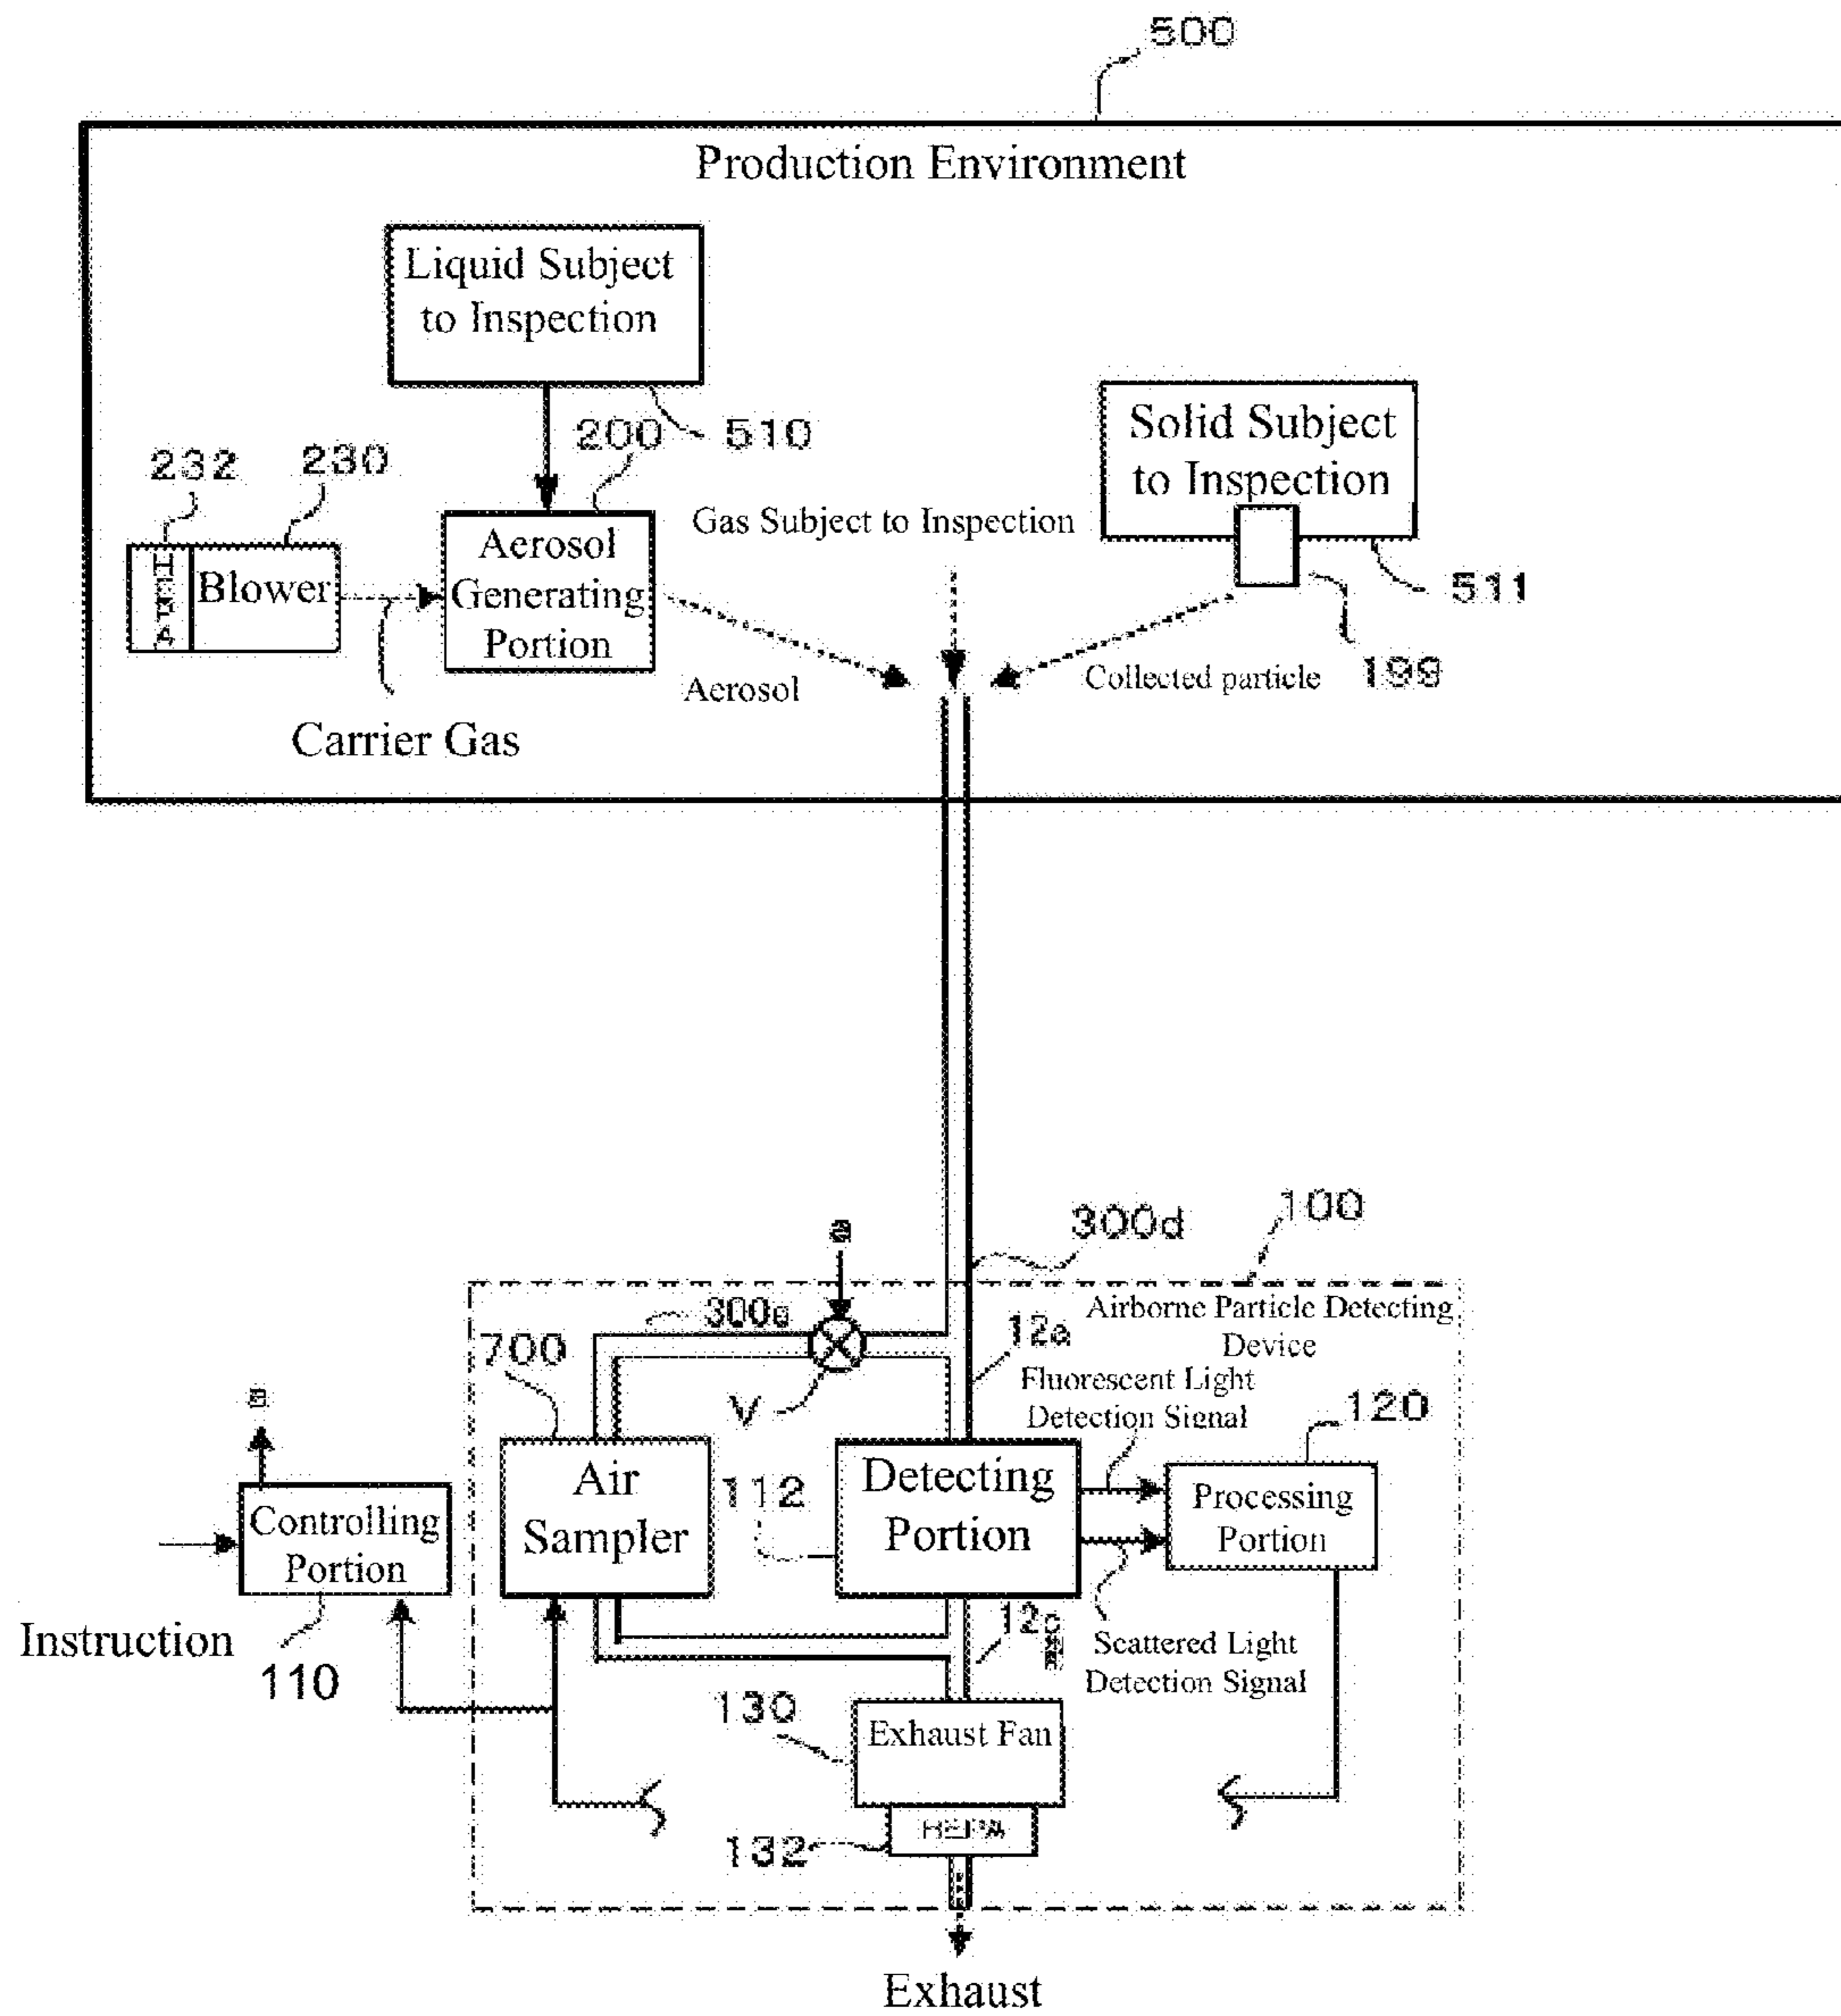 500
Production Environment
Liquid Subject
to Inspection
510
200
232
230
Blower
Aerosol
Generating
Portion
Gas Subject to Inspection
Solid Subject
to Inspection
511
199
Aerosol
Collected particle
Carrier Gas
300d
100
Airborne Particle Detecting
Device
12a
700
V
Fluorescent Light
Detection Signal
120
Air
Sampler
112
Detecting
Portion
Processing
Portion
Controlling
Portion
Instruction
110
Scattered Light
Detection Signal
130
Exhaust Fan
HEPA
132
Exhaust